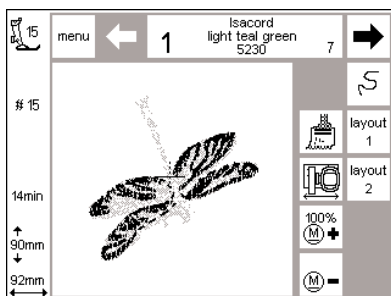 15
menu
1
Isacord
light teal green
5230
7
# 15
layout
1
layout
2
14min
90mm
92mm
100%
M +
M -